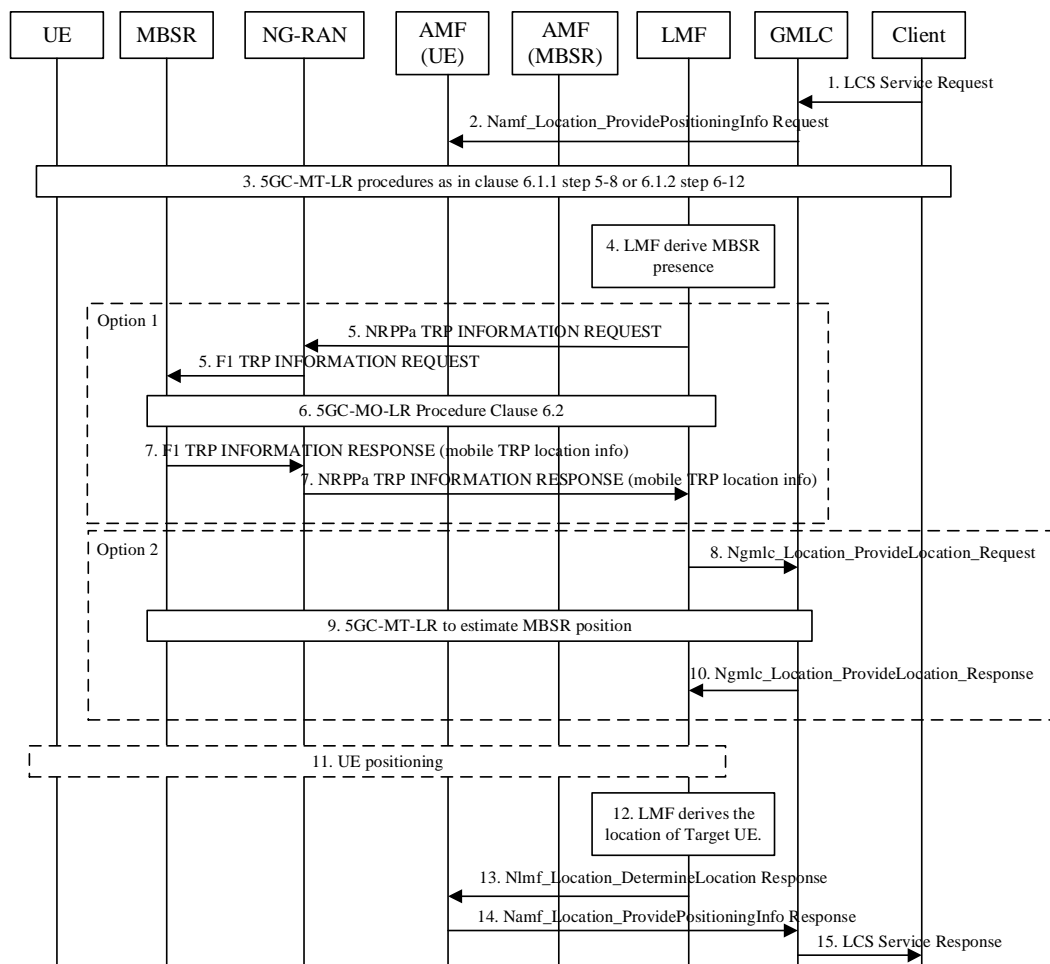 UE
MBSR
NG-RAN
AMF
(UE)
AMF
(MBSR)
LMF
GMLC
Client
1. LCS Service Request
2. Namf_Location_ProvidePositioningInfo Request
3. 5GC-MT-LR procedures as in clause 6.1.1 step 5-8 or 6.1.2 step 6-12
4. LMF derive MBSR
presence
Option 1
5. NRPPa TRP INFORMATION REQUEST
5. F1 TRP INFORMATION REQUEST
6. 5GC-MO-LR Procedure Clause 6.2
7. F1 TRP INFORMATION RESPONSE (mobile TRP location info)
7. NRPPa TRP INFORMATION RESPONSE (mobile TRP location info)
Option 2
8. Ngmlc_Location_ProvideLocation_Request
9. 5GC-MT-LR to estimate MBSR position
10. Ngmlc_Location_ProvideLocation_Response
11. UE positioning
12. LMF derives the
location of Target UE.
13. Nlmf_Location_DetermineLocation Response
14. Namf_Location_ProvidePositioningInfo Response
15. LCS Service Response